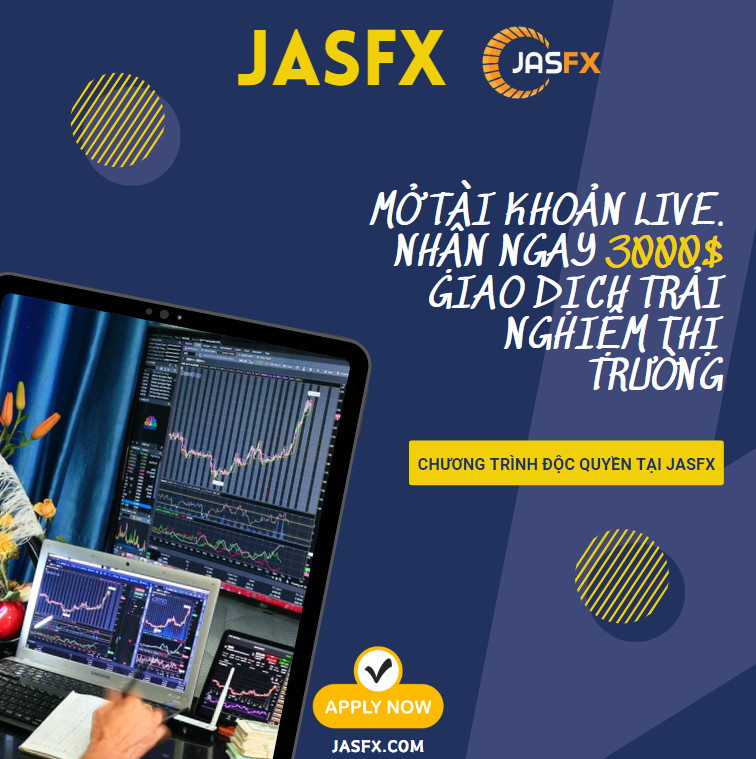 JASFX
JASFX
MỞ TÀI KHOẢN LIVE.
NHẬN NGAY 3000$
GIAO DỊCH TRẢI
NGHIỆM THỊ
TRƯỜNG
CHƯƠNG TRÌNH ĐỘC QUYỀN TẠI JASFX
APPLY NOW
JASFX.COM
SAMSUNG